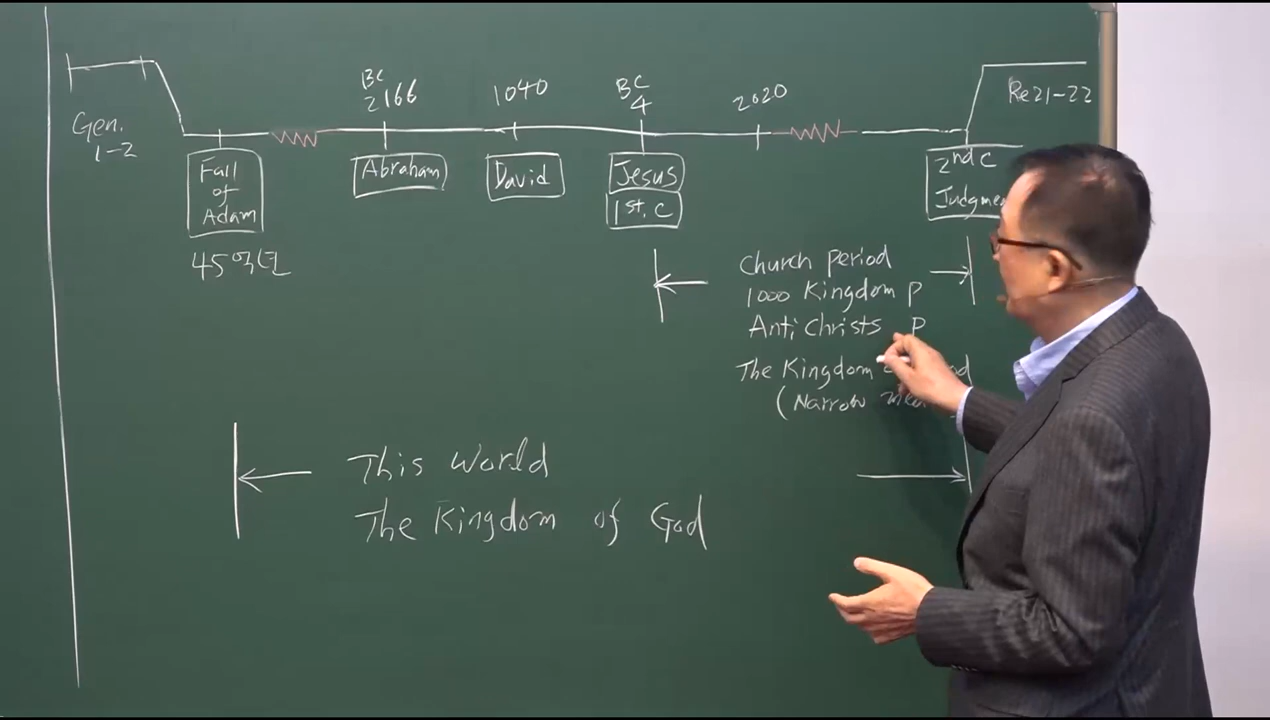 Gen.
1-2
Fall
of
Adam
45억년
BC
2166
Abraham
1040
David
BC
4
Jesus
1st. C
2020
Re21-22
2nd C
Judgme
Church period
1000 Kingdom P
Anti Christs P
The Kingdom
(Narrow
This world
The Kingdom of God